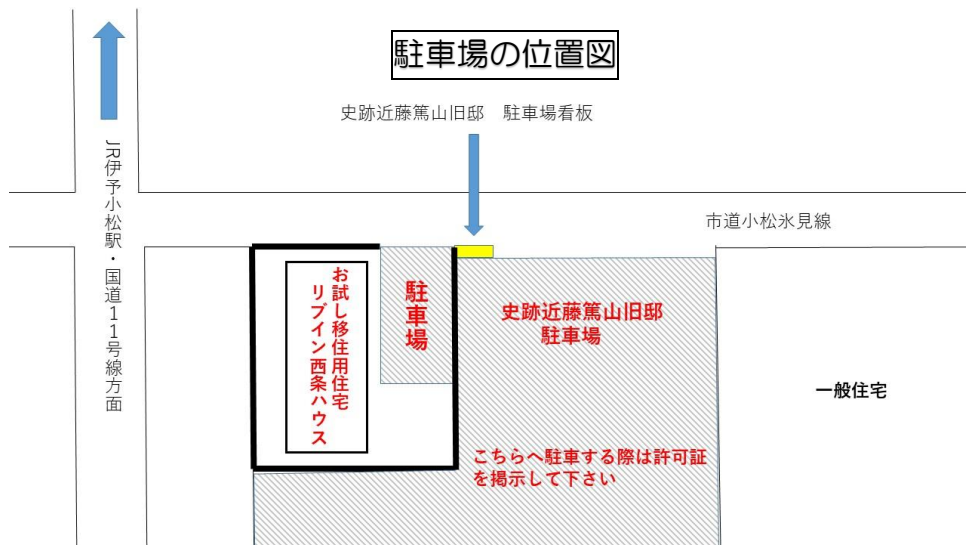 駐車場の位置図
史跡近藤篤山旧邸　駐車場看板
JR伊予小松駅・国道11号線方面
市道小松氷見線
お試し移住用住宅
リブイン西条ハウス
駐車場
史跡近藤篤山旧邸
駐車場
一般住宅
こちらへ駐車する際は許可証
を掲示して下さい